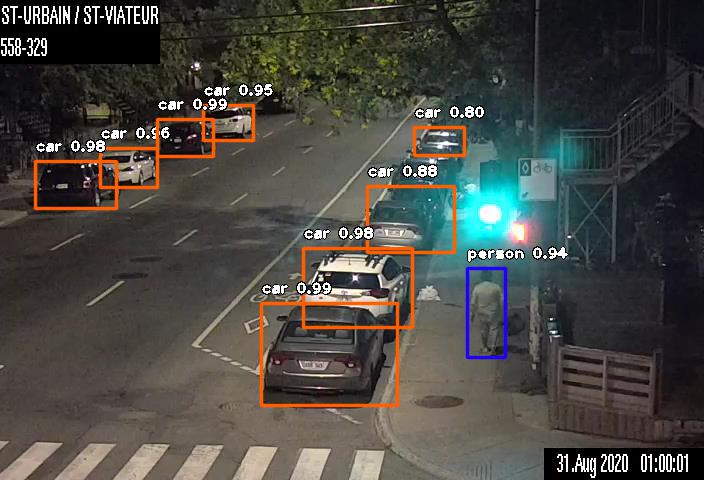 ST-URBAIN / ST-VIATEUR
558-329
car 0.95
car 0.99
car 0.96
car 0.98
car 0.80
car 0.88
car 0.98
person 0.94
car 0.99
31.Aug 2020 01:00:01